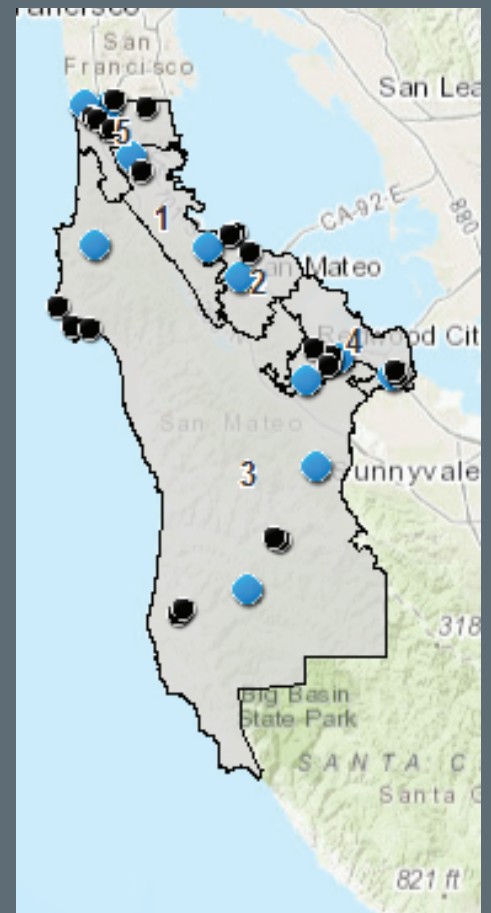 San
Francisco
San Lea
5
CA-92-E
880
1
Mateo
2
4
d Cit
San Mateo
3
unnyvale
318
Big Basin
State Park
SANTA C
Santa C
821 ft